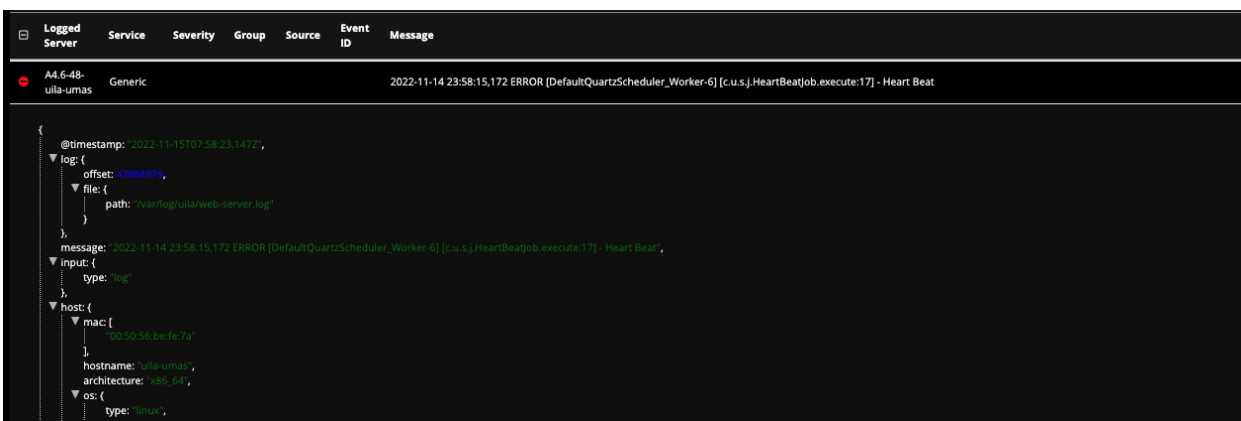 Logged Server Service Severity Group Source Event ID Message
A4.6-48-uila-umas Generic 2022-11-14 23:58:15,172 ERROR [DefaultQuartzScheduler_Worker-6] [c.u.s.j.HeartBeatJob.execute:17] - Heart Beat
{
@timestamp: "2022-11-15T07:58:23.147Z",
log: {
offset: 47068979,
file: {
path: "/var/log/uila/web-server.log"
}
},
message: "2022-11-14 23:58:15,172 ERROR [DefaultQuartzScheduler_Worker-6] [c.u.s.j.HeartBeatJob.execute:17] - Heart Beat",
input: {
type: "log"
},
host: {
mac: [
"00:50:56:be:fe:7a"
],
hostname: "uila-umas",
architecture: "x86_64",
os: {
type: "linux",